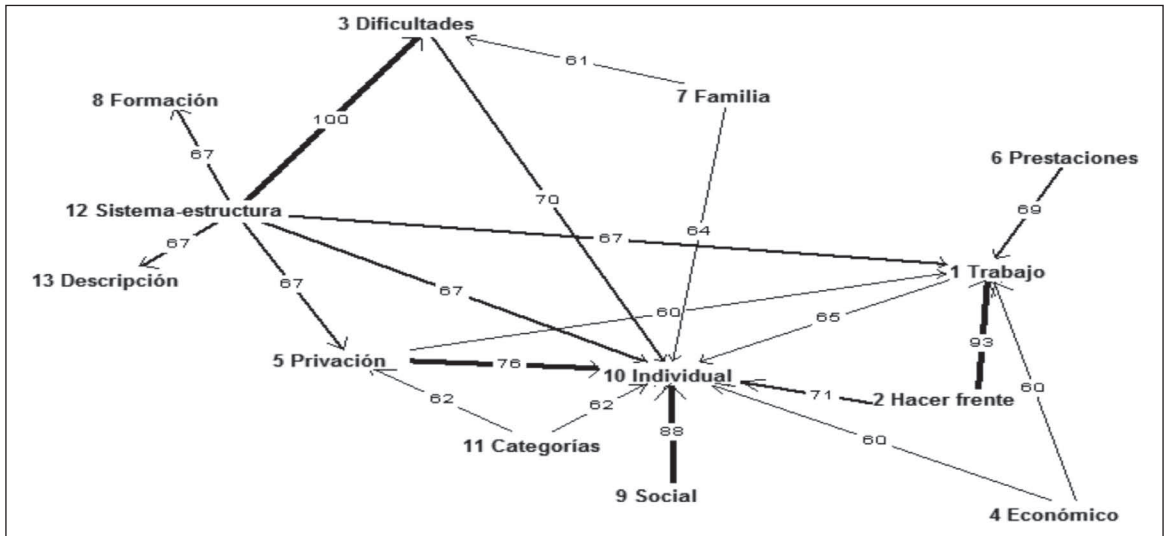 3 Dificultades
61
7 Familia
8 Formación
100
67
6 Prestaciones
70
69
12 Sistema-estructura
64
67
67
1 Trabajo
13 Descripción
67
67
60
65
93
5 Privación
76
10 Individual
60
71
2 Hacer frente
62
62
88
60
11 Categorías
9 Social
4 Económico